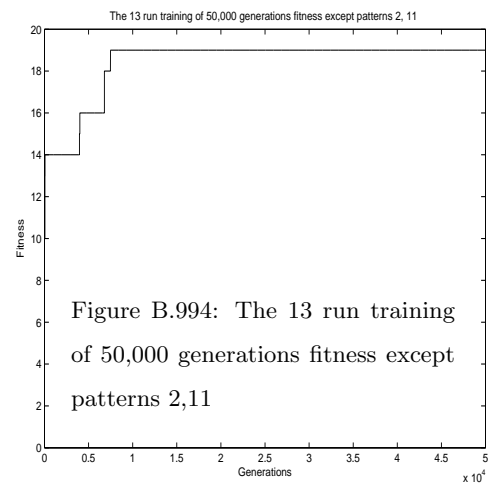 The 13 run training of 50,000 generations fitness except patterns 2, 11
20
18
16
14
12
10
8
6
4
2
0
Fitness
Figure B.994: The 13 run training
of 50,000 generations fitness except
patterns 2,11
0 0.5 1 1.5 2 2.5 3 3.5 4 4.5 5
Generations
x 10^4